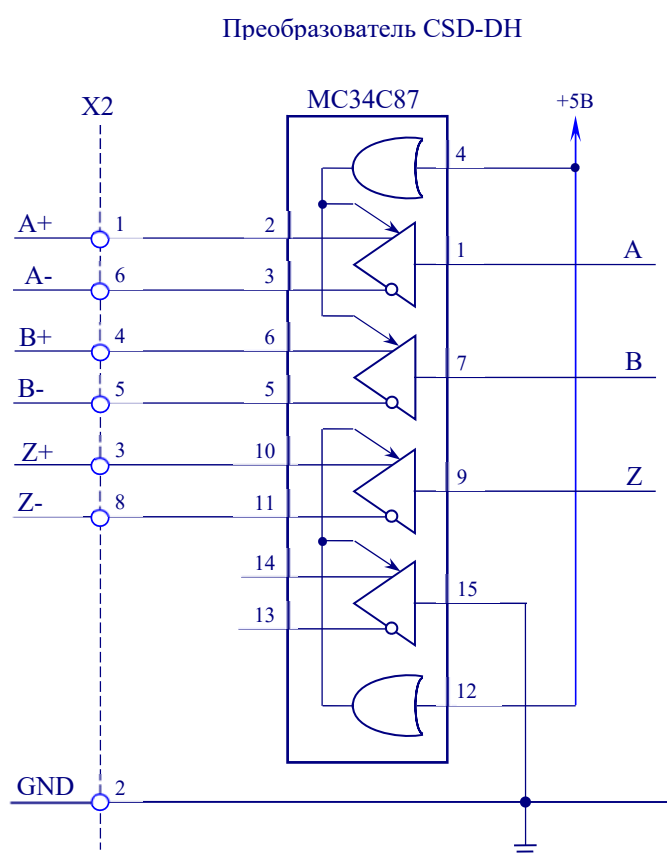 Преобразователь CSD-DH
X2
MC34C87
+5В
4
A+ 1 2
1 A
A- 6 3
B+ 4 6
7 B
B- 5 5
Z+ 3 10
9 Z
Z- 8 11
14
15
13
12
GND 2